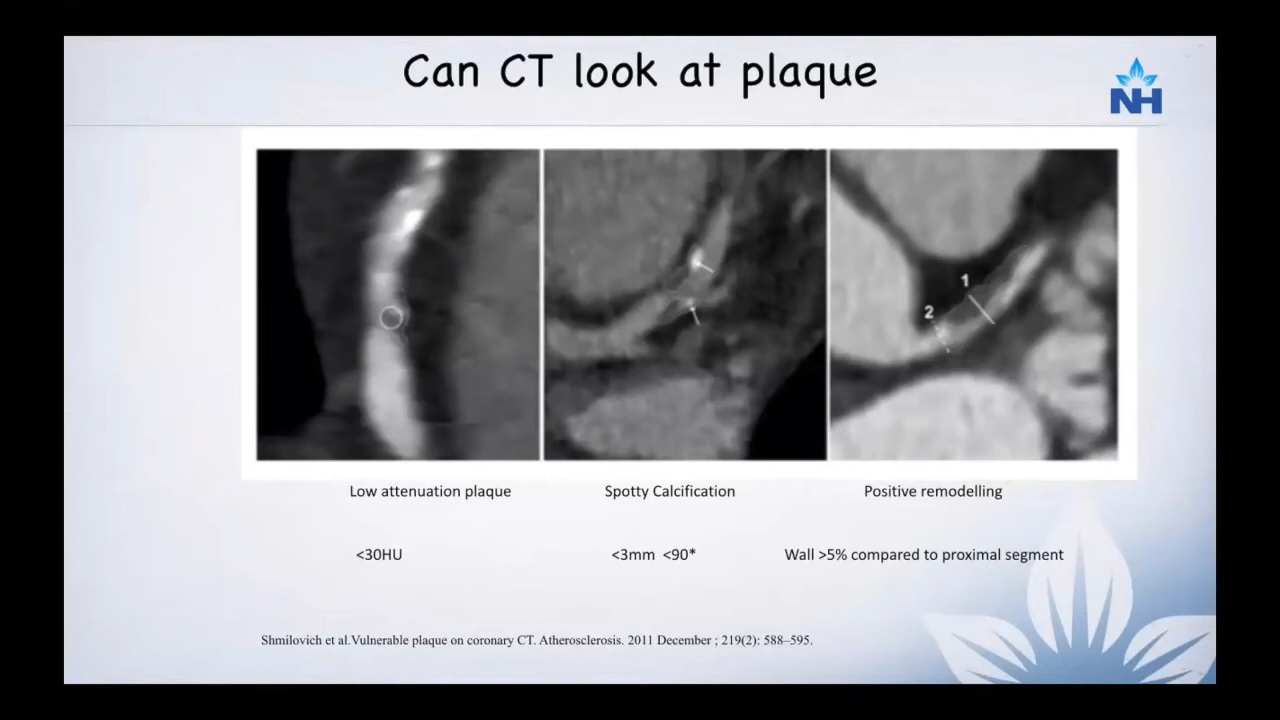 Can CT look at plaque
NH
1
2
Low attenuation plaque
Spotty Calcification
Positive remodelling
<30HU
<3mm <90*
Wall >5% compared to proximal segment
Shmilovich et al.Vulnerable plaque on coronary CT. Atherosclerosis. 2011 December ; 219(2): 588–595.